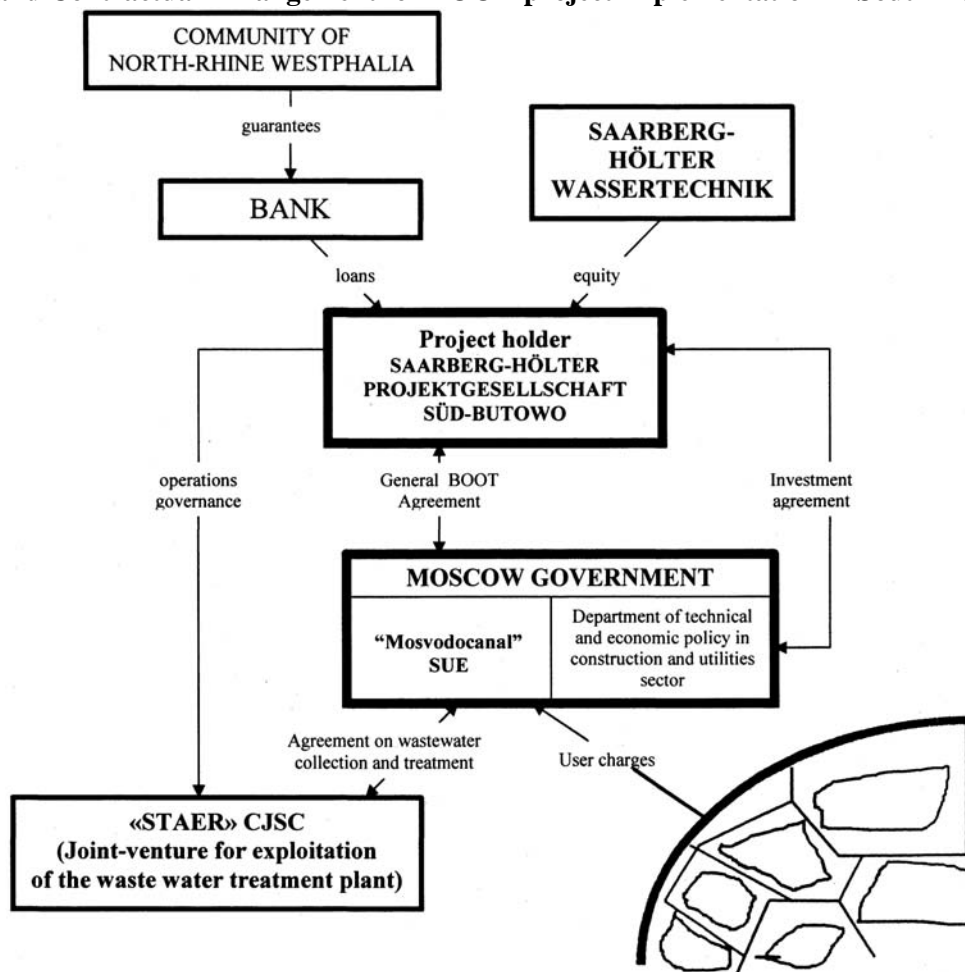 COMMUNITY OF
NORTH-RHINE WESTPHALIA
guarantees
SAARBERG-
HÖLTER
WASSERTECHNIK
BANK
loans
equity
Project holder
SAARBERG-HÖLTER
PROJEKTGESELLSCHAFT
SÜD-BUTOWO
operations
governance
General BOOT
Agreement
Investment
agreement
MOSCOW GOVERNMENT
“Mosvodocanal”
SUE
Department of technical
and economic policy in
construction and utilities
sector
Agreement on wastewater
collection and treatment
User charges
«STAER» CJSC
(Joint-venture for exploitation
of the waste water treatment plant)